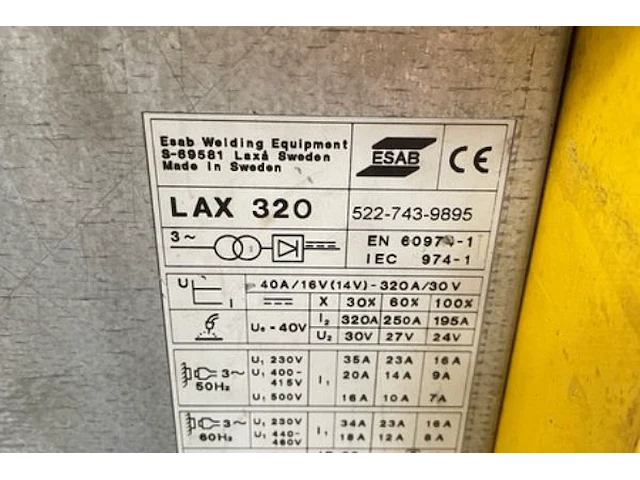 Esab Welding Equipment
S-69581 Laxå Sweden
Made in Sweden
ESAB
CE
LAX 320
522-743-9895
3~
EN 60974-1
IEC 974-1
U
I
40A/16V(14V)-320A/30V
X 30% 60% 100%
U₀-40V
I₂ 320A 250A 195A
U₂ 30V 27V 24V
3~ 50Hz
I₁
U₁ 230V 35A 23A 16A
U₁ 400-415V 20A 14A 9A
U₁ 500V 16A 10A 7A
3~ 60Hz
I₁
U₁ 230V 34A 23A 16A
U₁ 440-460V 18A 12A 8A